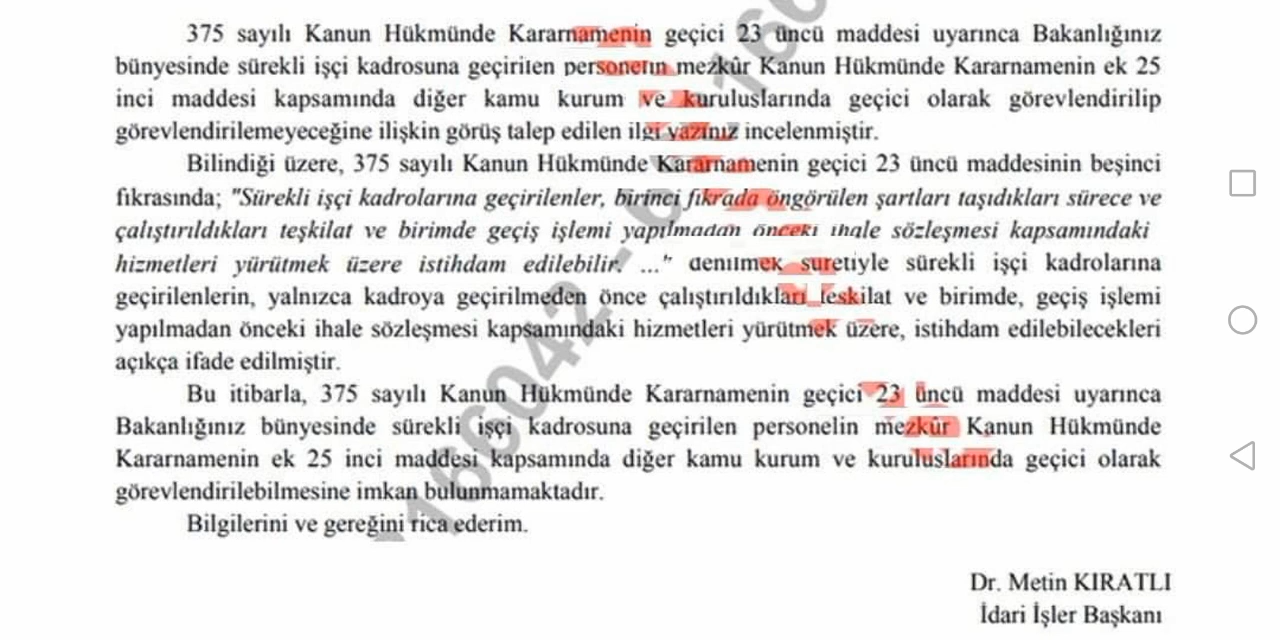 375 sayılı Kanun Hükmünde Kararnamenin geçici 23 üncü maddesi uyarınca Bakanlığınız
bünyesinde sürekli işçi kadrosuna geçirilen personelin mezkûr Kanun Hükmünde Kararnamenin ek 25
inci maddesi kapsamında diğer kamu kurum ve kuruluşlarında geçici olarak görevlendirilip
görevlendirilemeyeceğine ilişkin görüş talep edilen ilgi yazınız incelenmiştir.
Bilindiği üzere, 375 sayılı Kanun Hükmünde Kararnamenin geçici 23 üncü maddesinin beşinci
fıkrasında; "Sürekli işçi kadrolarına geçirilenler, birinci fıkrada öngörülen şartları taşıdıkları sürece ve
çalıştırıldıkları teşkilat ve birimde geçiş işlemi yapılmadan önceki ihale sözleşmesi kapsamındaki
hizmetleri yürütmek üzere istihdam edilebilir. ..." denilmek suretiyle sürekli işçi kadrolarına
geçirilenlerin, yalnızca kadroya geçirilmeden önce çalıştırıldıkları teşkilat ve birimde, geçiş işlemi
yapılmadan önceki ihale sözleşmesi kapsamındaki hizmetleri yürütmek üzere, istihdam edilebilecekleri
açıkça ifade edilmiştir.
Bu itibarla, 375 sayılı Kanun Hükmünde Kararnamenin geçici 23 üncü maddesi uyarınca
Bakanlığınız bünyesinde sürekli işçi kadrosuna geçirilen personelin mezkûr Kanun Hükmünde
Kararnamenin ek 25 inci maddesi kapsamında diğer kamu kurum ve kuruluşlarında geçici olarak
görevlendirilebilmesine imkan bulunmamaktadır.
Bilgilerini ve gereğini rica ederim.
Dr. Metin KIRATLI
İdari İşler Başkanı